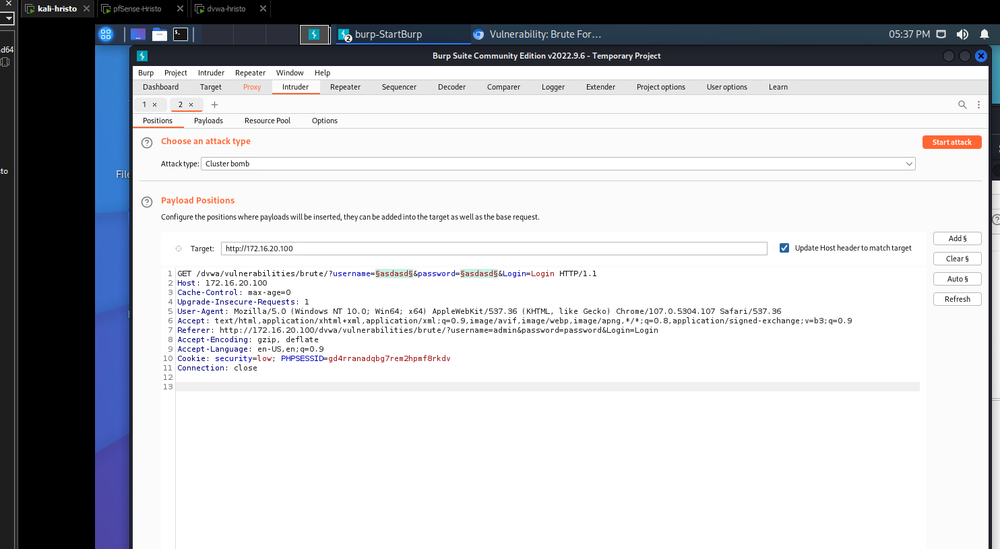 kali-hristo
pfSense-Hristo
dvwa-hristo
d64
sto
2
burp-StartBurp
Vulnerability: Brute For...
05:37 PM
File
Burp Suite Community Edition v2022.9.6 - Temporary Project
Burp Project Intruder Repeater Window Help
Dashboard Target Proxy Intruder Repeater Sequencer Decoder Comparer Logger Extender Project options User options Learn
1 × 2 × +
Positions Payloads Resource Pool Options
? Choose an attack type
Start attack
Attack type: Cluster bomb
? Payload Positions
Configure the positions where payloads will be inserted, they can be added into the target as well as the base request.
Target: http://172.16.20.100
Update Host header to match target
Add §
Clear §
Auto §
Refresh
1 GET /dvwa/vulnerabilities/brute/?username=§asdasd§&password=§asdasd§&Login=Login HTTP/1.1
2 Host: 172.16.20.100
3 Cache-Control: max-age=0
4 Upgrade-Insecure-Requests: 1
5 User-Agent: Mozilla/5.0 (Windows NT 10.0; Win64; x64) AppleWebKit/537.36 (KHTML, like Gecko) Chrome/107.0.5304.107 Safari/537.36
6 Accept: text/html,application/xhtml+xml,application/xml;q=0.9,image/avif,image/webp,image/apng,*/*;q=0.8,application/signed-exchange;v=b3;q=0.9
7 Referer: http://172.16.20.100/dvwa/vulnerabilities/brute/?username=admin&password=password&Login=Login
8 Accept-Encoding: gzip, deflate
9 Accept-Language: en-US,en;q=0.9
10 Cookie: security=low; PHPSESSID=gd4rranadqbg7rem2hpmf8rkdv
11 Connection: close
12
13